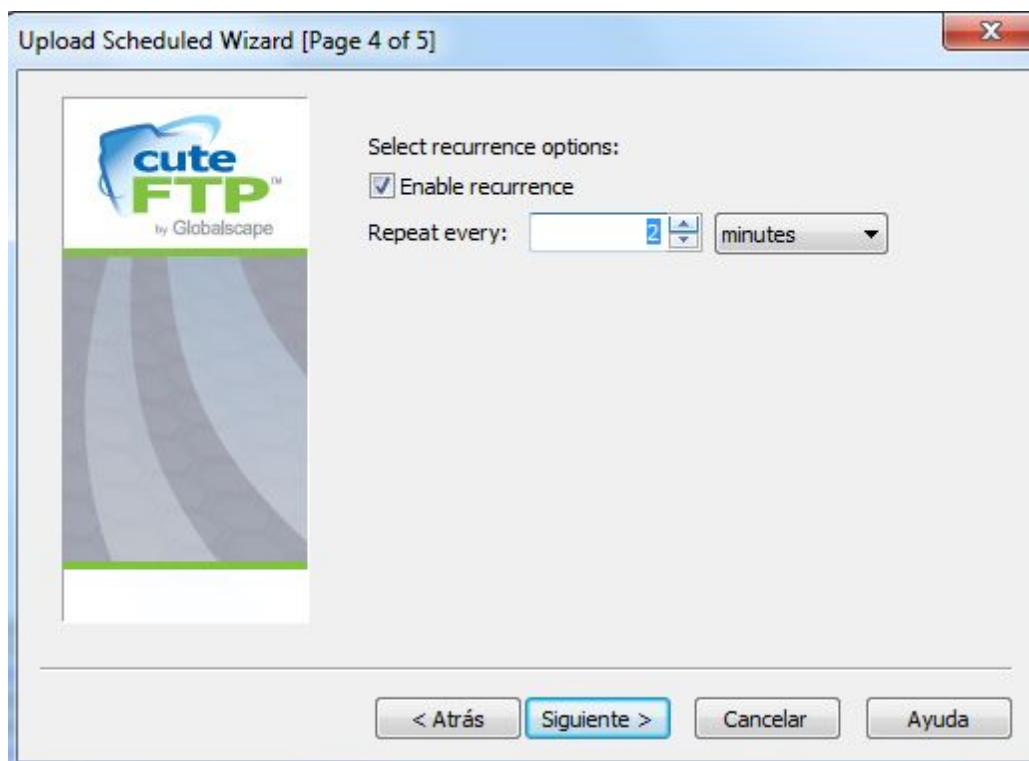 Upload Scheduled Wizard [Page 4 of 5]
cute
FTP™
by Globalscape
Select recurrence options:
Enable recurrence
Repeat every: 2 minutes
< Atrás Siguiente > Cancelar Ayuda